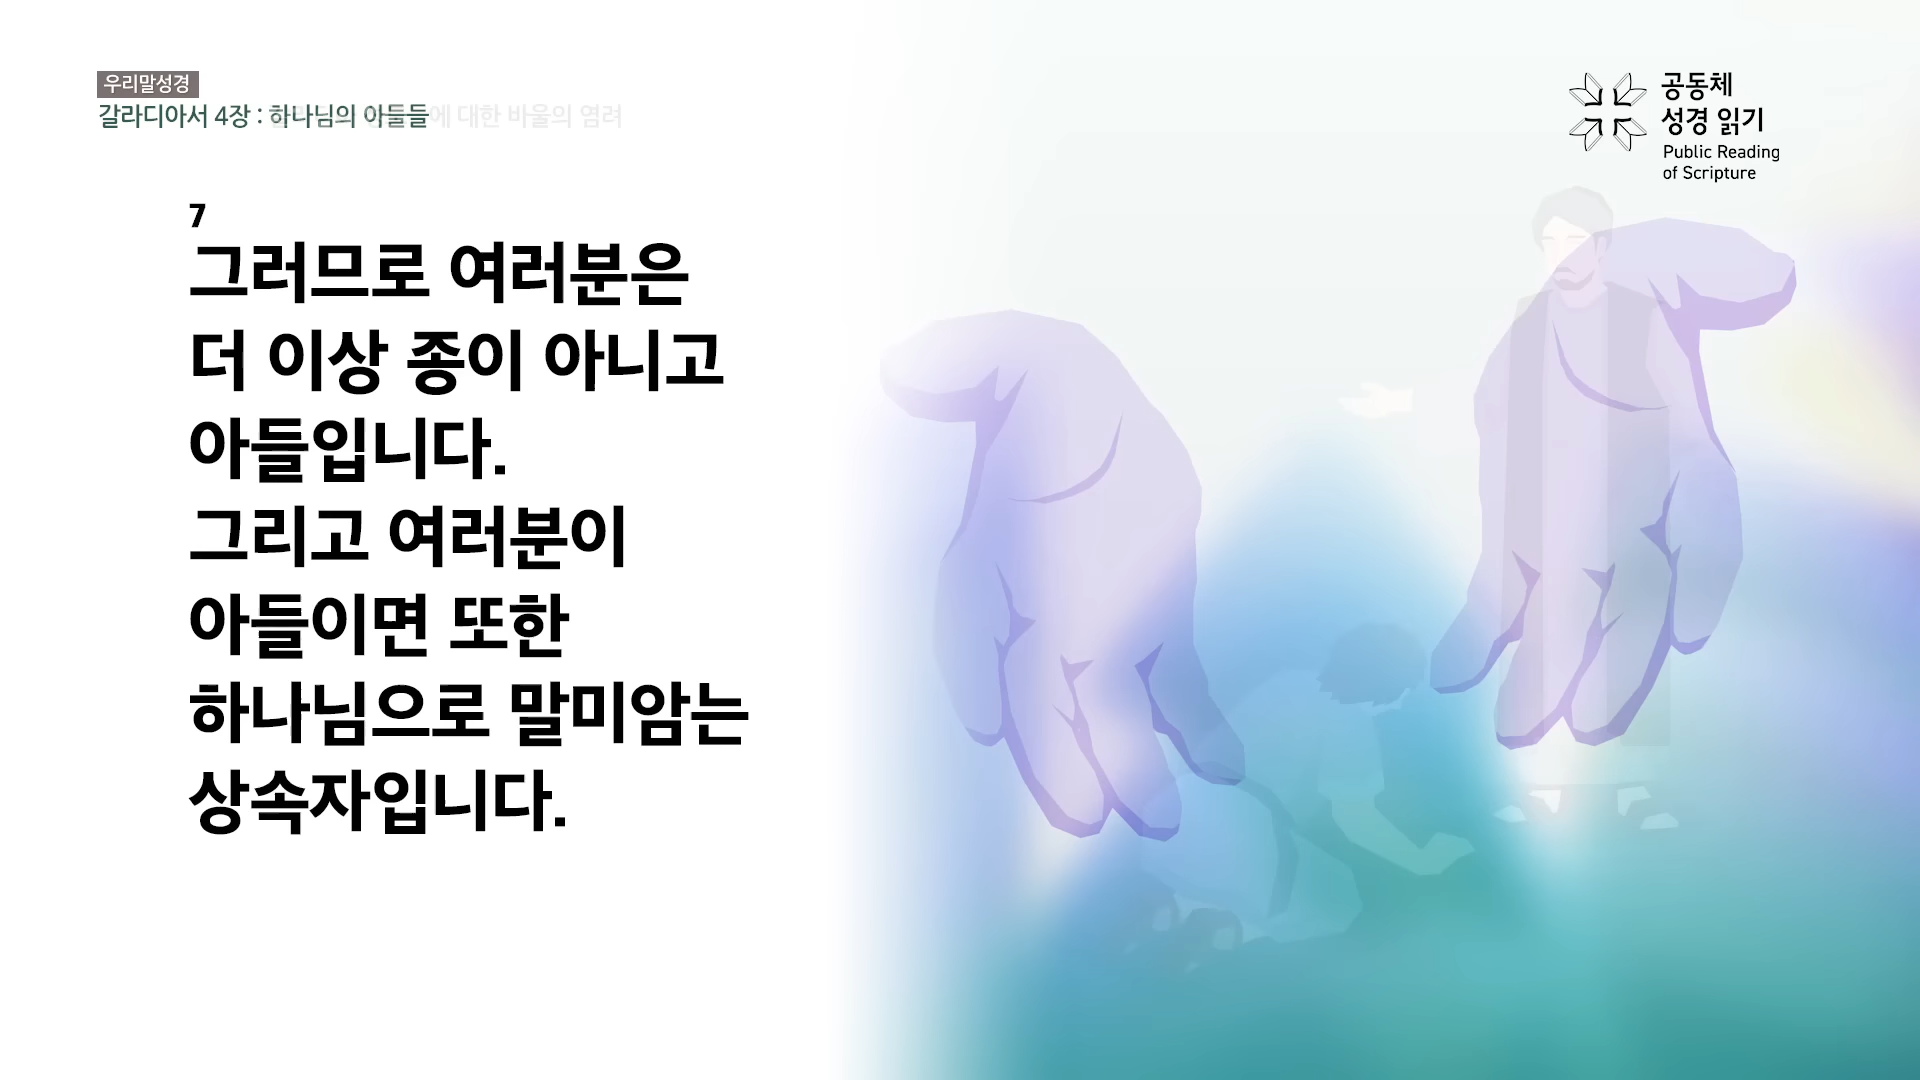 우리말성경
갈라디아서 4장 : 하나님의 아들들
에 대한 바울의 염려
공동체
성경 읽기
Public Reading
of Scripture
7
그러므로 여러분은
더 이상 종이 아니고
아들입니다.
그리고 여러분이
아들이면 또한
하나님으로 말미암는
상속자입니다.